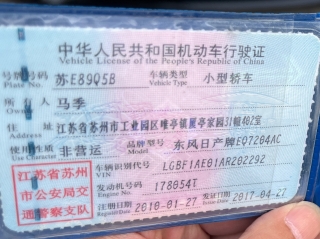 中华人民共和国机动车行驶证
Vehicle License of the People's Republic of China
号牌号码 苏E89Q5B 车辆类型 小型轿车
Plate No. Vehicle Type
所有人 马季
Owner
住址 江苏省苏州市工业园区唯亭镇夷亭家园31幢402室
使用性质 非营运 品牌型号 东风日产牌EQ7204AC
Use Character Model
江苏省苏州市公安局交通警察支队
车辆识别代号 LGBF1AE01AR202292
VIN
发动机号码 178054T
Engine No.
注册日期 2010-01-27 发证日期 2017-04-27
Register Date Issue Date